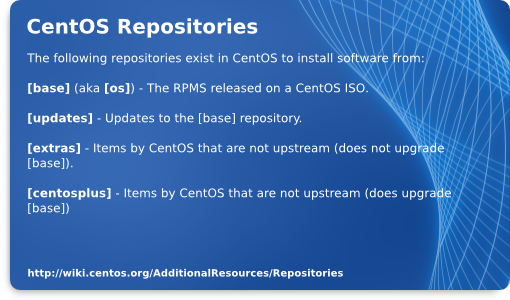 CentOS Repositories
The following repositories exist in CentOS to install software from:
[base] (aka [os]) - The RPMS released on a CentOS ISO.
[updates] - Updates to the [base] repository.
[extras] - Items by CentOS that are not upstream (does not upgrade
[base]).
[centosplus] - Items by CentOS that are not upstream (does upgrade
[base])
http://wiki.centos.org/AdditionalResources/Repositories